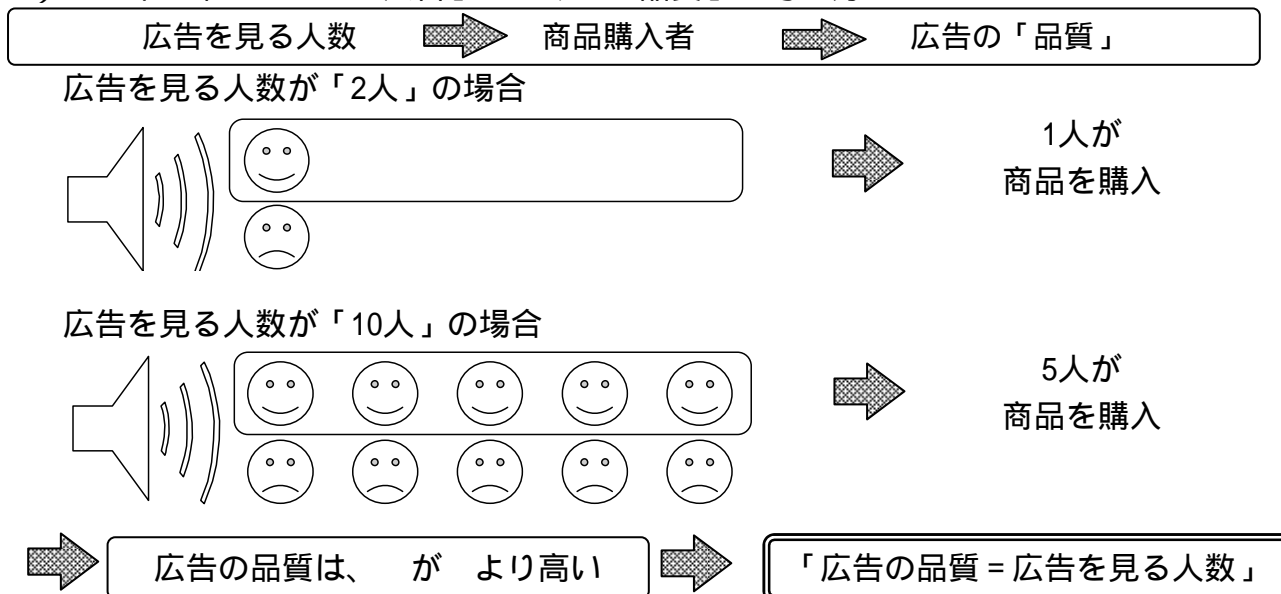 広告を見る人数 商品購入者 広告の「品質」
広告を見る人数が「2人」の場合
1人が
商品を購入
広告を見る人数が「10人」の場合
5人が
商品を購入
広告の品質は、 が より高い
「広告の品質=広告を見る人数」